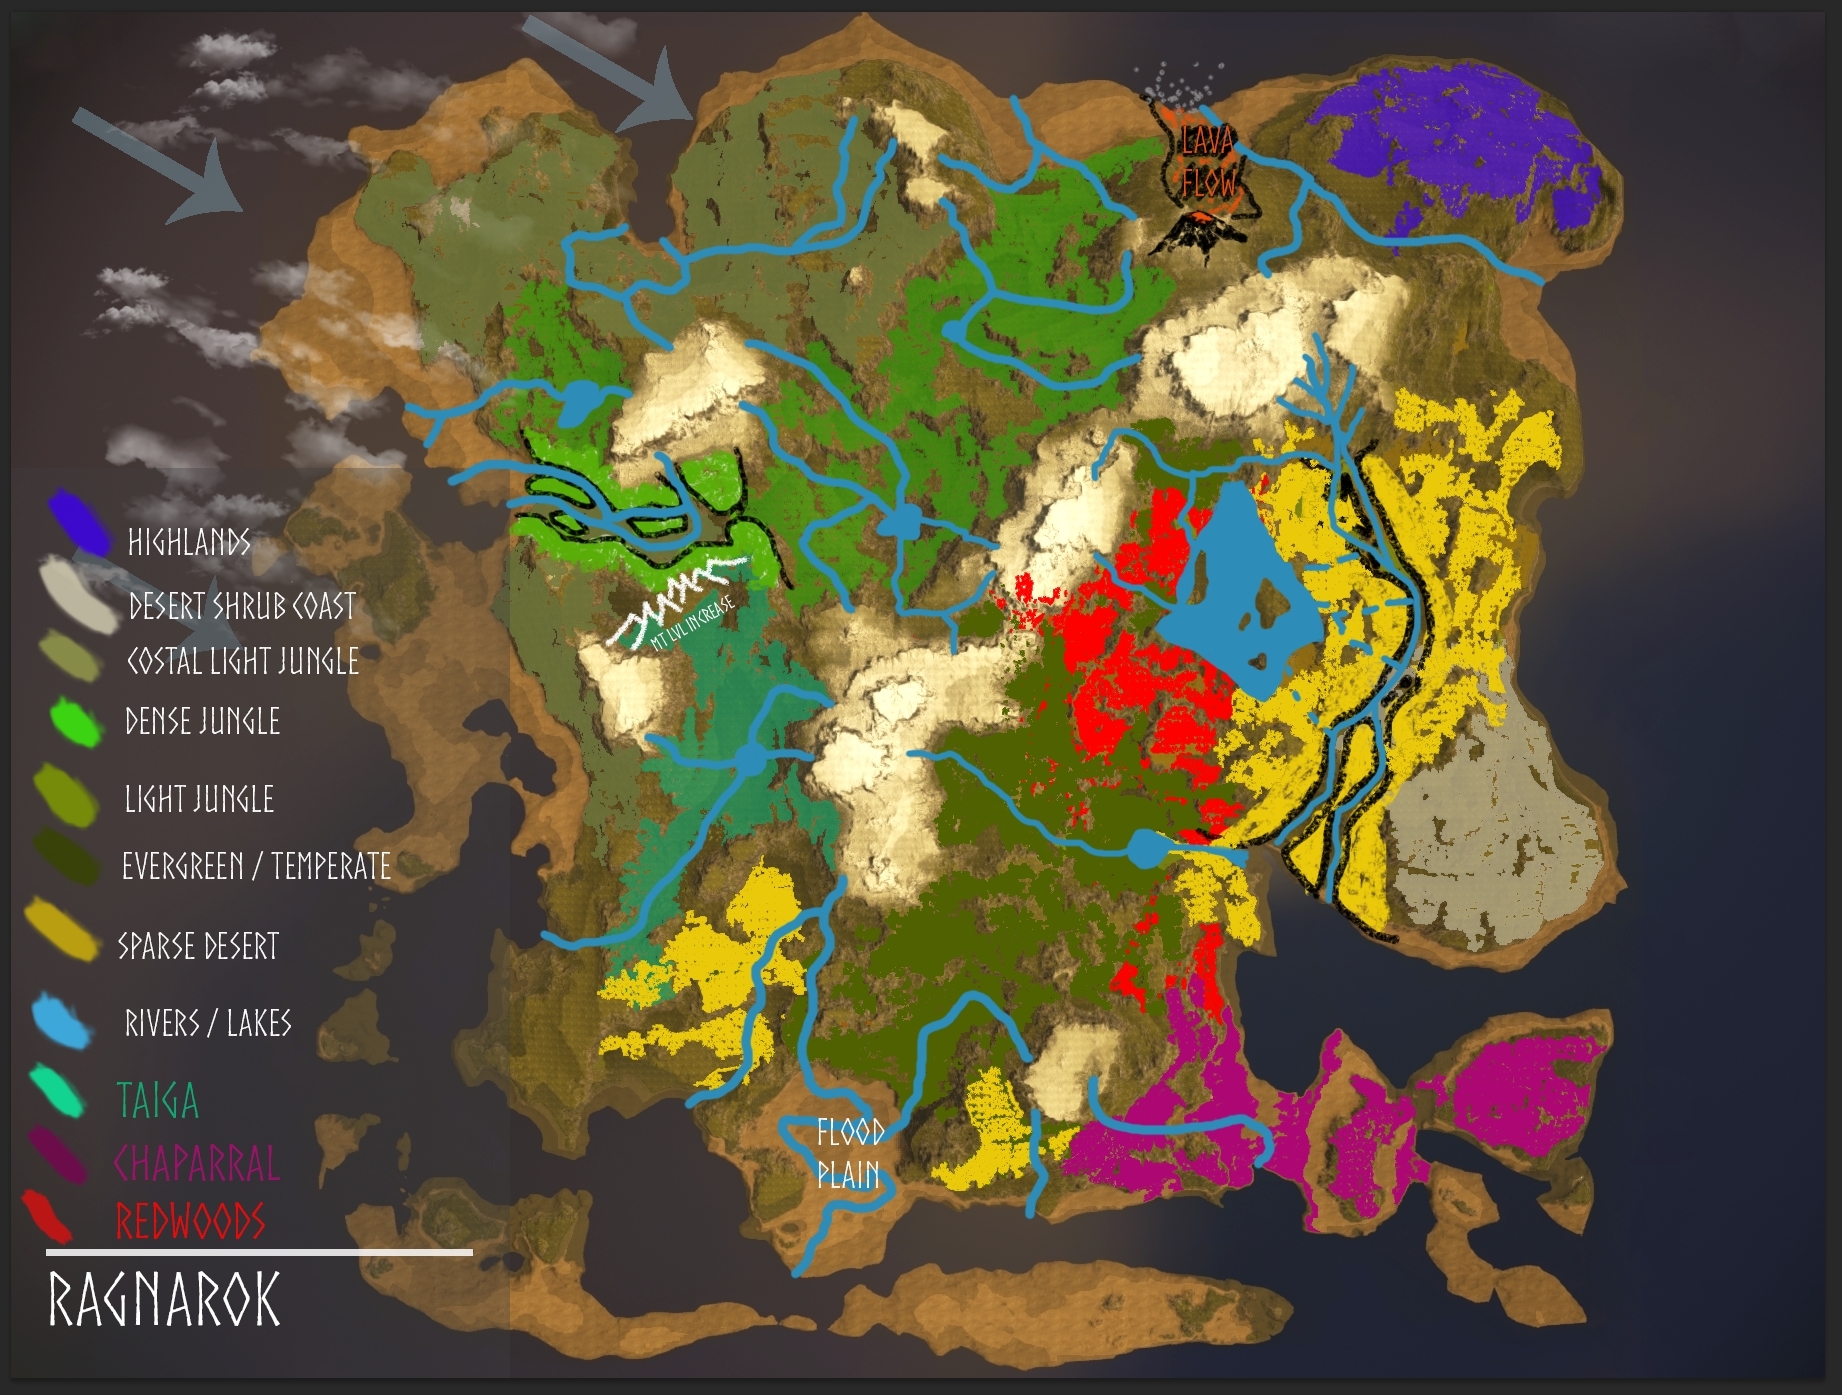 LAVA
FLOW
HIGHLANDS
DESERT SHRUB COAST
COSTAL LIGHT JUNGLE
DENSE JUNGLE
LIGHT JUNGLE
EVERGREEN / TEMPERATE
SPARSE DESERT
RIVERS / LAKES
TAIGA
CHAPARRAL
REDWOODS
RAGNAROK
MT LVL INCREASE
FLOOD
PLAIN